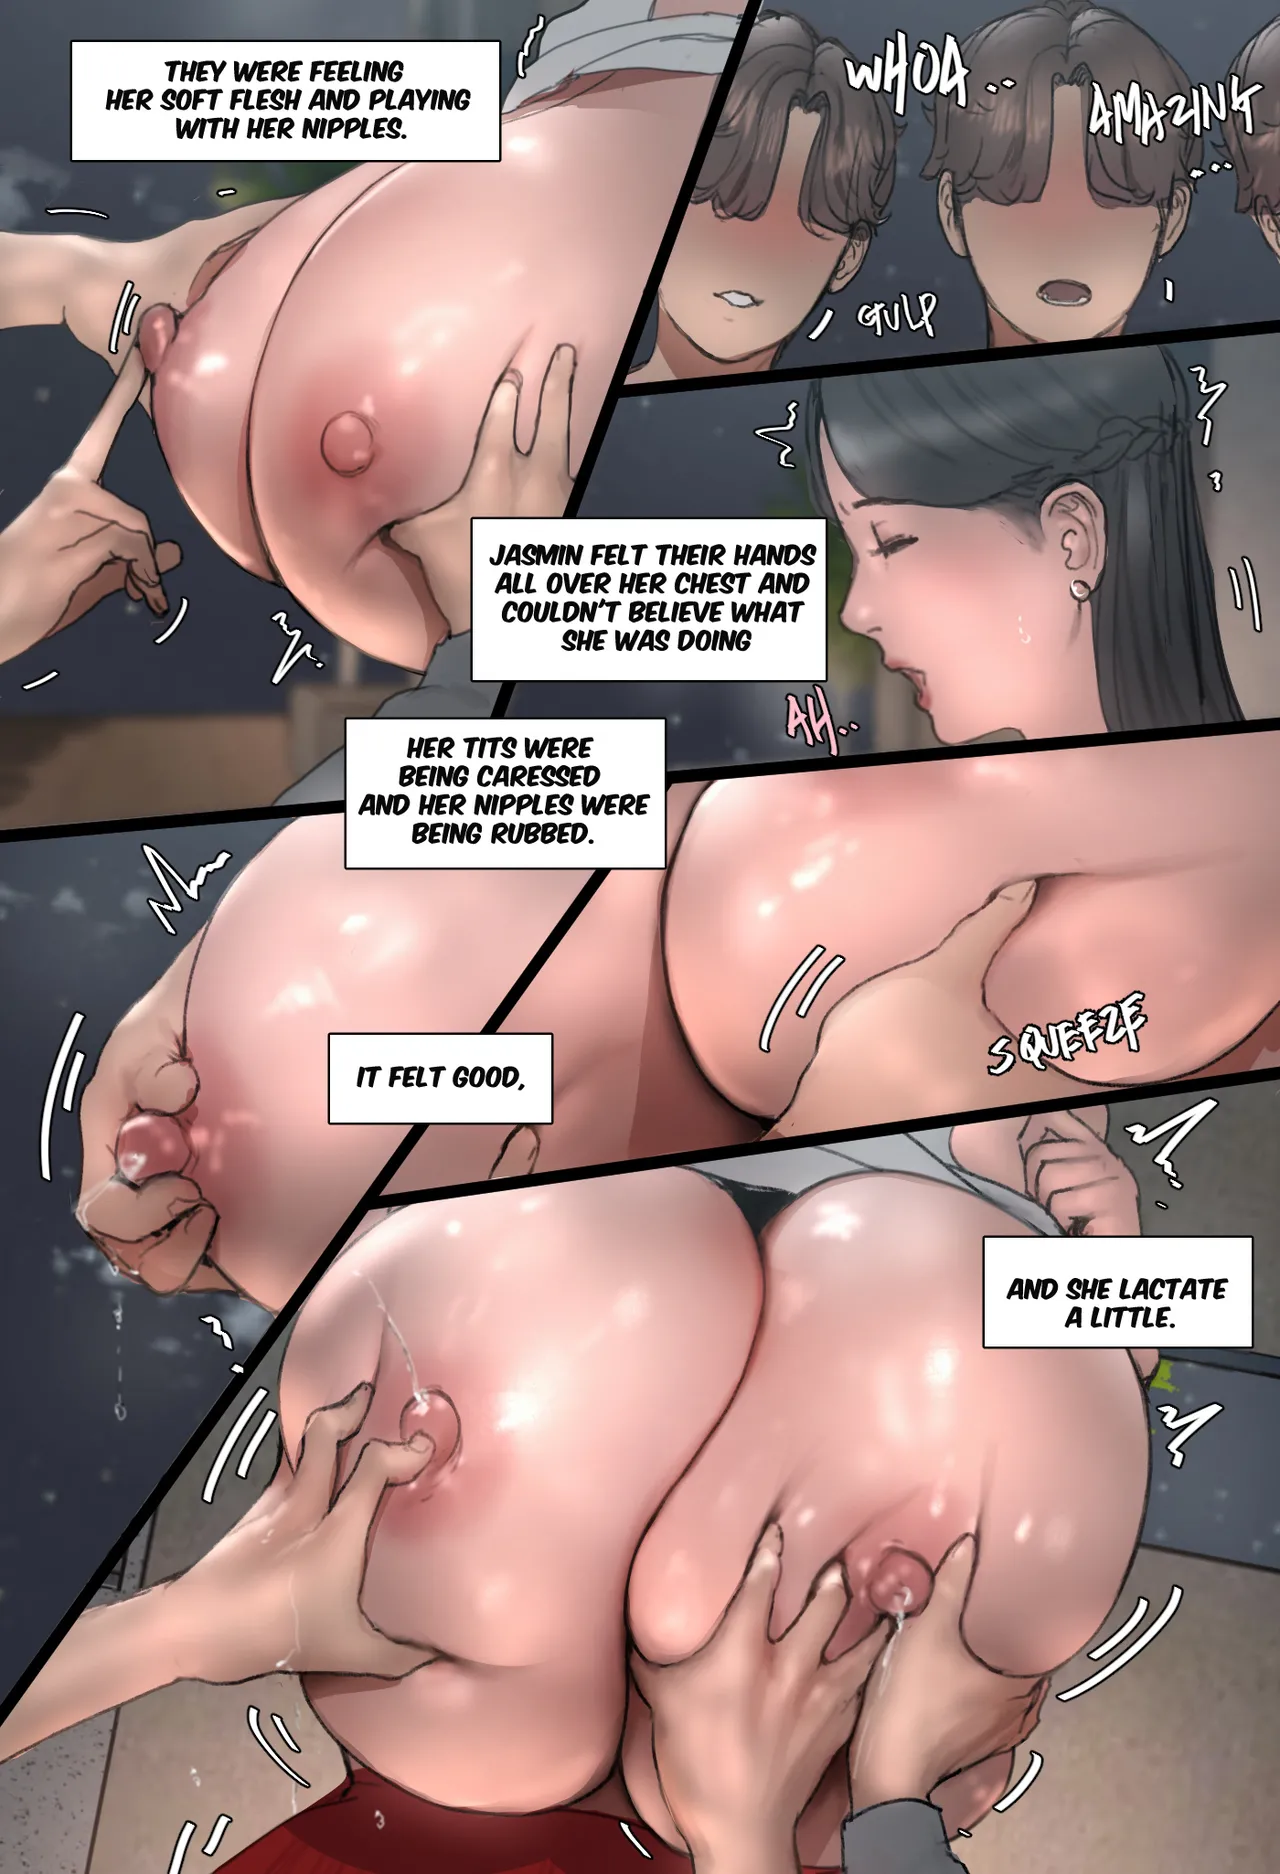 THEY WERE FEELING
HER SOFT FLESH AND PLAYING
WITH HER NIPPLES.
WHOA..
AMAZING
...
GULP
JASMIN FELT THEIR HANDS
ALL OVER HER CHEST AND
COULDN'T BELIEVE WHAT
SHE WAS DOING
AH..
HER TITS WERE
BEING CARESSED
AND HER NIPPLES WERE
BEING RUBBED.
SQUEEZE
IT FELT GOOD,
AND SHE LACTATE
A LITTLE.